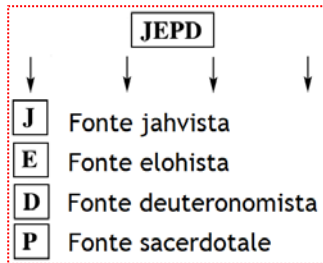 JEPD
J Fonte jahvista
E Fonte elohista
D Fonte deuteronomista
P Fonte sacerdotale